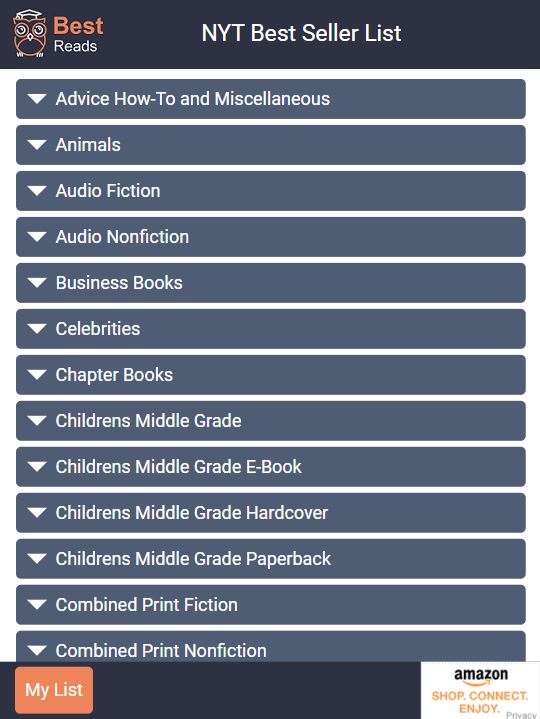 Best
Reads
NYT Best Seller List
Advice How-To and Miscellaneous
Animals
Audio Fiction
Audio Nonfiction
Business Books
Celebrities
Chapter Books
Childrens Middle Grade
Childrens Middle Grade E-Book
Childrens Middle Grade Hardcover
Childrens Middle Grade Paperback
Combined Print Fiction
Combined Print Nonfiction
My List
amazon
SHOP. CONNECT.
ENJOY.
Privacy